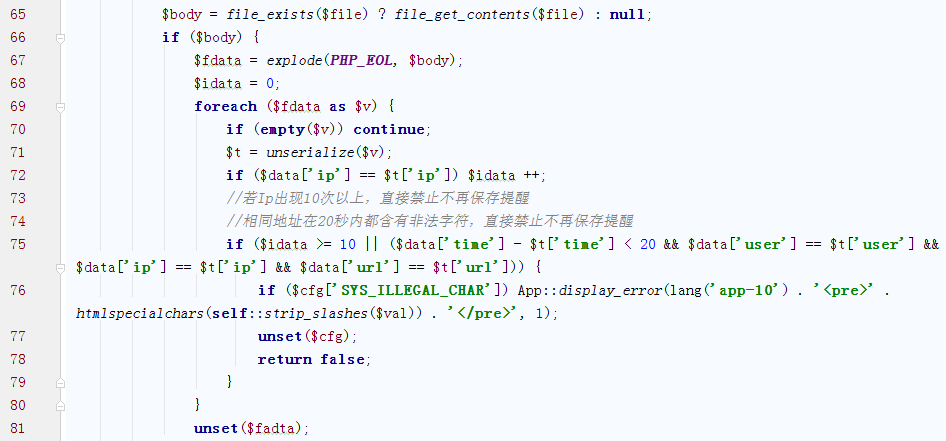 65 $body = file_exists($file) ? file_get_contents($file) : null;
66 if ($body) {
67 $fdata = explode(PHP_EOL, $body);
68 $idata = 0;
69 foreach ($fdata as $v) {
70 if (empty($v)) continue;
71 $t = unserialize($v);
72 if ($data['ip'] == $t['ip']) $idata ++;
73 //若Ip出现10次以上，直接禁止不再保存提醒
74 //相同地址在20秒内都含有非法字符，直接禁止不再保存提醒
75 if ($idata >= 10 || ($data['time'] - $t['time'] < 20 && $data['user'] == $t['user'] &&
$data['ip'] == $t['ip'] && $data['url'] == $t['url'])) {
76 if ($cfg['SYS_ILLEGAL_CHAR']) App::display_error(lang('app-10') . '<pre>' .
htmlspecialchars(self::strip_slashes($val)) . '</pre>', 1);
77 unset($cfg);
78 return false;
79 }
80 }
81 unset($fadta);